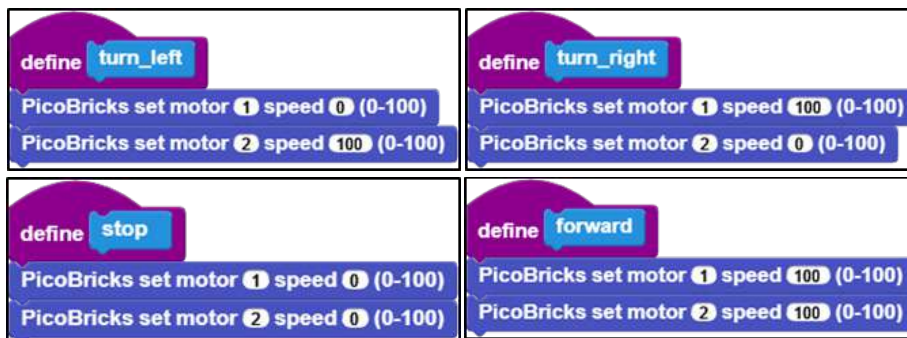 define turn_left
PicoBricks set motor 1 speed 0 (0-100)
PicoBricks set motor 2 speed 100 (0-100)
define turn_right
PicoBricks set motor 1 speed 100 (0-100)
PicoBricks set motor 2 speed 0 (0-100)
define stop
PicoBricks set motor 1 speed 0 (0-100)
PicoBricks set motor 2 speed 0 (0-100)
define forward
PicoBricks set motor 1 speed 100 (0-100)
PicoBricks set motor 2 speed 100 (0-100)